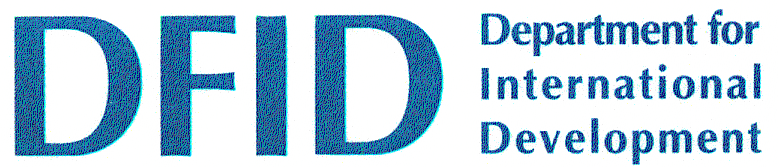 DFID
Department for
International
Development